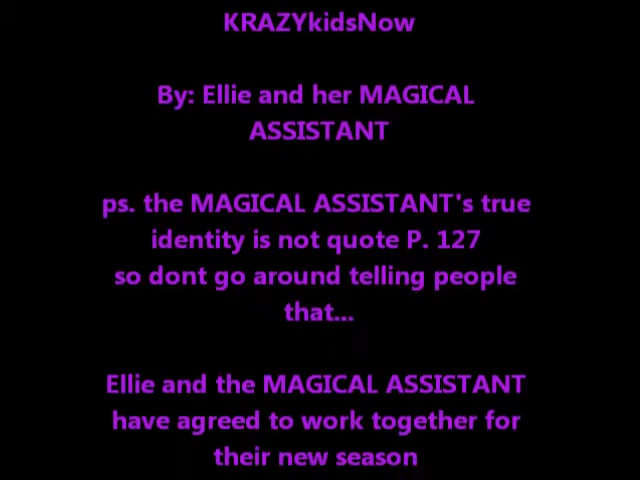 KRAZYkidsNow
By: Ellie and her MAGICAL
ASSISTANT
ps. the MAGICAL ASSISTANT's true
identity is not quote P. 127
so dont go around telling people
that...
Ellie and the MAGICAL ASSISTANT
have agreed to work together for
their new season